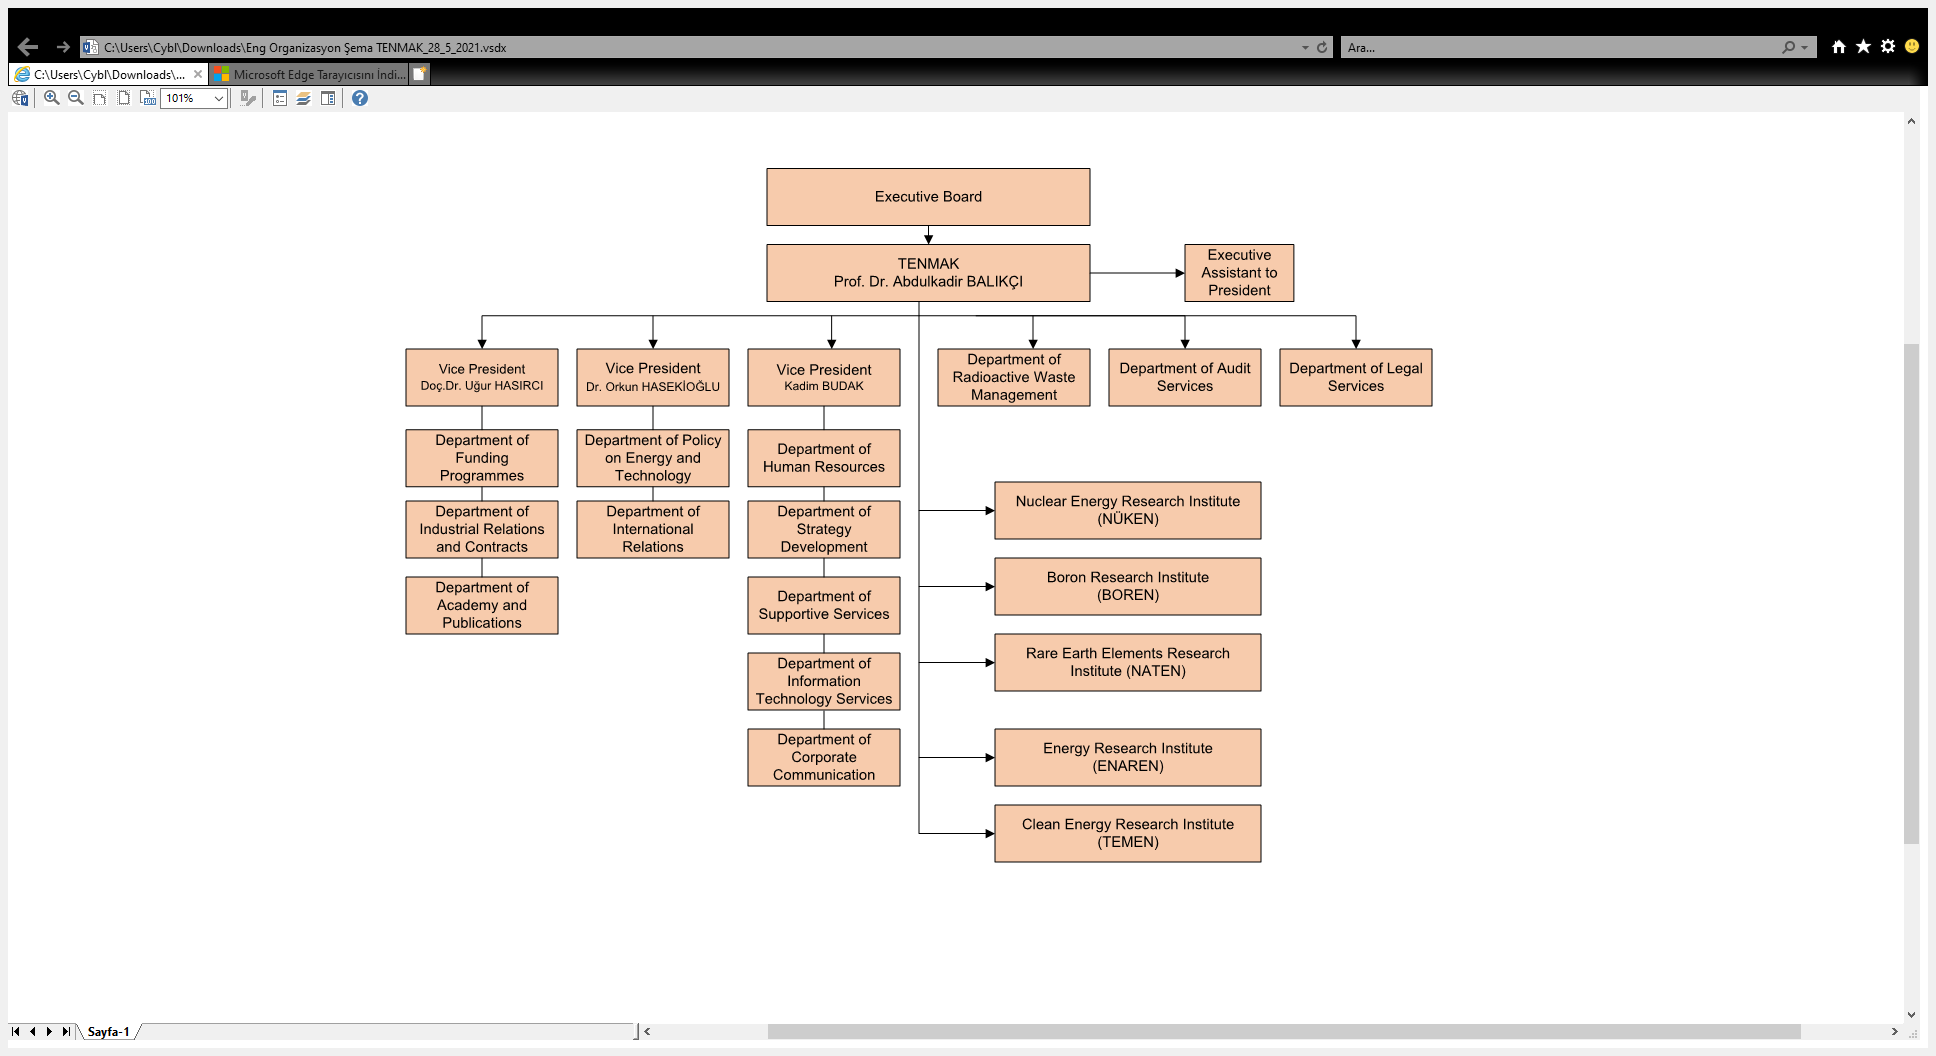 C:\Users\Cybl\Downloads\Eng Organizasyon Şema TENMAK_28_5_2021.vsdx
Ara...
C:\Users\Cybl\Downloads\...
Microsoft Edge Tarayıcısını İndi...
101%
Executive Board
TENMAK
Prof. Dr. Abdulkadir BALIKÇI
Executive
Assistant to
President
Vice President
Doç.Dr. Uğur HASIRCI
Vice President
Dr. Orkun HASEKİOĞLU
Vice President
Kadim BUDAK
Department of
Radioactive Waste
Management
Department of Audit
Services
Department of Legal
Services
Department of
Funding
Programmes
Department of Policy
on Energy and
Technology
Department of
Human Resources
Department of
Industrial Relations
and Contracts
Department of
International
Relations
Department of
Strategy
Development
Nuclear Energy Research Institute
(NÜKEN)
Department of
Academy and
Publications
Department of
Supportive Services
Boron Research Institute
(BOREN)
Department of
Information
Technology Services
Rare Earth Elements Research
Institute (NATEN)
Department of
Corporate
Communication
Energy Research Institute
(ENAREN)
Clean Energy Research Institute
(TEMEN)
Sayfa-1